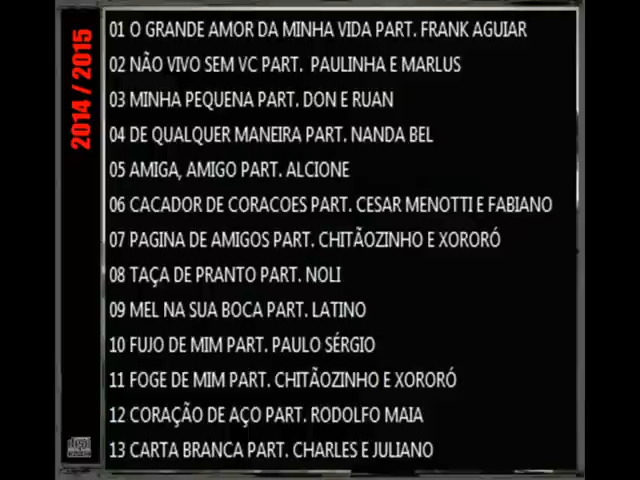 2014 / 2015
01 O GRANDE AMOR DA MINHA VIDA PART. FRANK AGUIAR
02 NÃO VIVO SEM VC PART. PAULINHA E MARLUS
03 MINHA PEQUENA PART. DON E RUAN
04 DE QUALQUER MANEIRA PART. NANDA BEL
05 AMIGA, AMIGO PART. ALCIONE
06 CACADOR DE CORACOES PART. CESAR MENOTTI E FABIANO
07 PAGINA DE AMIGOS PART. CHITÃOZINHO E XORORÓ
08 TAÇA DE PRANTO PART. NOLI
09 MEL NA SUA BOCA PART. LATINO
10 FUJO DE MIM PART. PAULO SÉRGIO
11 FOGE DE MIM PART. CHITÃOZINHO E XORORÓ
12 CORAÇÃO DE AÇO PART. RODOLFO MAIA
13 CARTA BRANCA PART. CHARLES E JULIANO